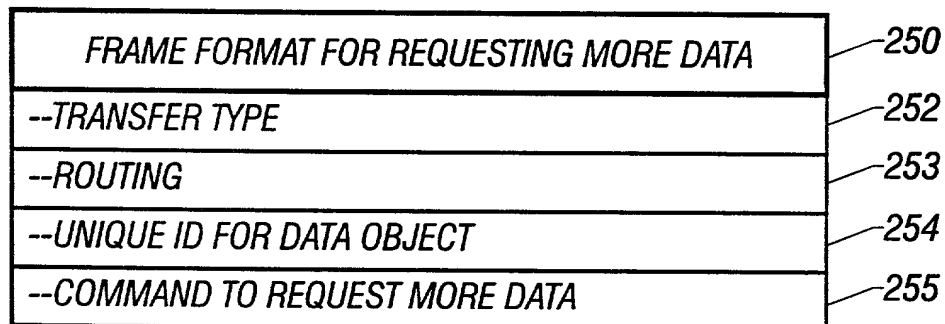 FRAME FORMAT FOR REQUESTING MORE DATA 250
--TRANSFER TYPE 252
--ROUTING 253
--UNIQUE ID FOR DATA OBJECT 254
--COMMAND TO REQUEST MORE DATA 255